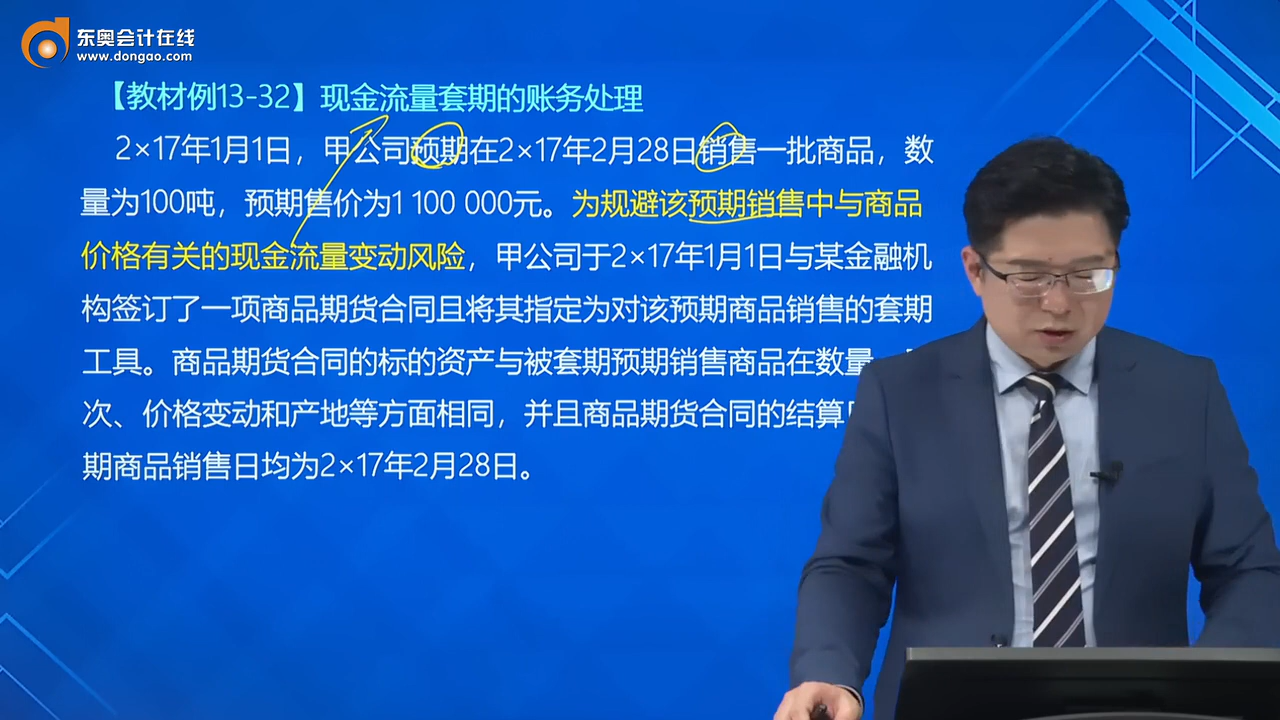 东奥会计在线
www.dongao.com
【教材例13-32】现金流量套期的账务处理
2×17年1月1日，甲公司预期在2×17年2月28日销售一批商品，数
量为100吨，预期售价为1 100 000元。为规避该预期销售中与商品
价格有关的现金流量变动风险，甲公司于2×17年1月1日与某金融机
构签订了一项商品期货合同且将其指定为对该预期商品销售的套期
工具。商品期货合同的标的资产与被套期预期销售商品在数量、
次、价格变动和产地等方面相同，并且商品期货合同的结算
期商品销售日均为2×17年2月28日。